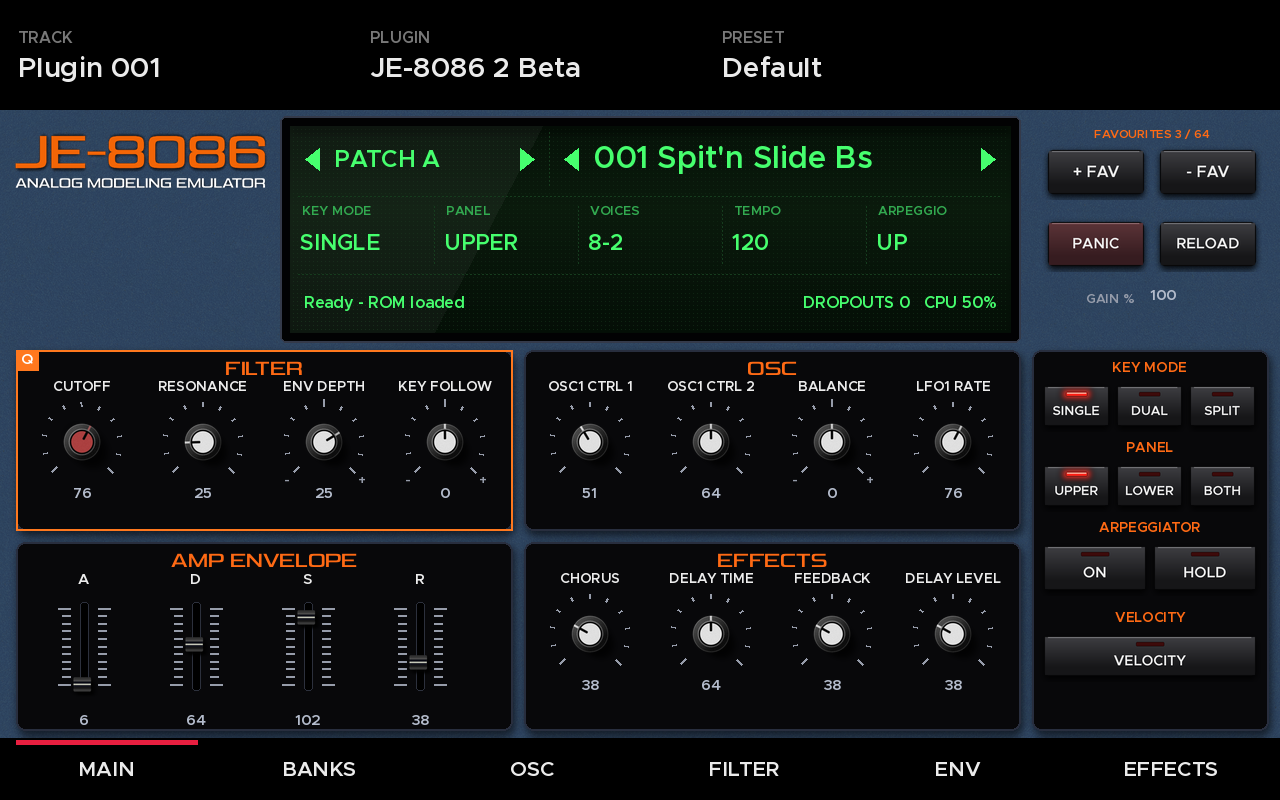 TRACK
Plugin 001
PLUGIN
JE-8086 2 Beta
PRESET
Default
JE-8086
ANALOG MODELING EMULATOR
PATCH A
001 Spit'n Slide Bs
KEY MODE
SINGLE
PANEL
UPPER
VOICES
8-2
TEMPO
120
ARPEGGIO
UP
Ready - ROM loaded
DROPOUTS 0 CPU 50%
FAVOURITES 3 / 64
+ FAV
- FAV
PANIC
RELOAD
GAIN % 100
Q
FILTER
CUTOFF RESONANCE ENV DEPTH KEY FOLLOW
- + - +
76 25 25 0
OSC
OSC1 CTRL 1 OSC1 CTRL 2 BALANCE LFO1 RATE
- +
51 64 0 76
AMP ENVELOPE
A D S R
6 64 102 38
EFFECTS
CHORUS DELAY TIME FEEDBACK DELAY LEVEL
38 64 38 38
KEY MODE
SINGLE DUAL SPLIT
PANEL
UPPER LOWER BOTH
ARPEGGIATOR
ON HOLD
VELOCITY
VELOCITY
MAIN BANKS OSC FILTER ENV EFFECTS